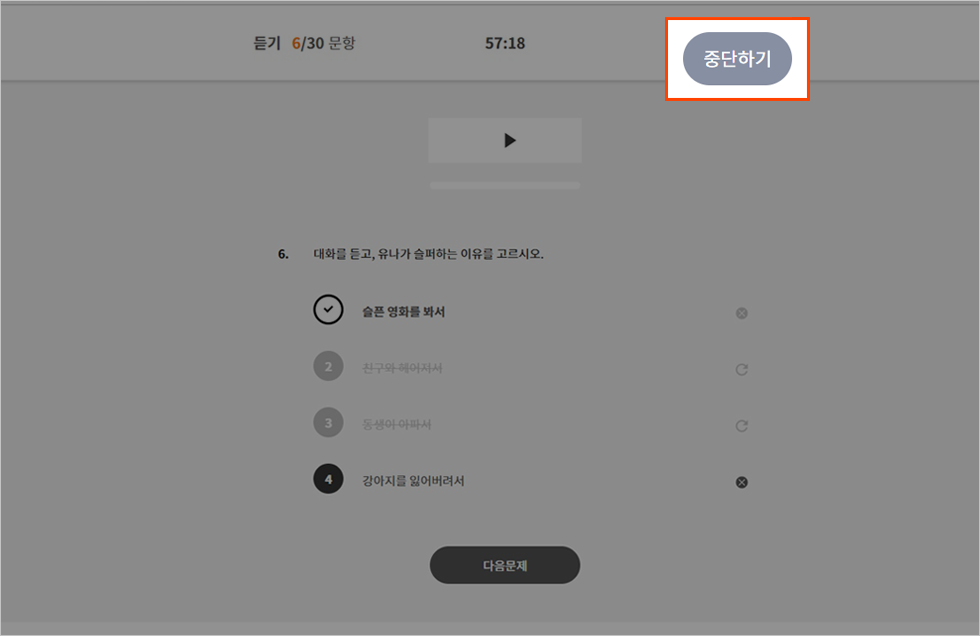 듣기 6/30 문항
57:18
중단하기
6. 대화를 듣고, 유나가 슬퍼하는 이유를 고르시오.
슬픈 영화를 봐서
2 친구와 헤어져서
3 동생이 아파서
4 강아지를 잃어버려서
다음문제